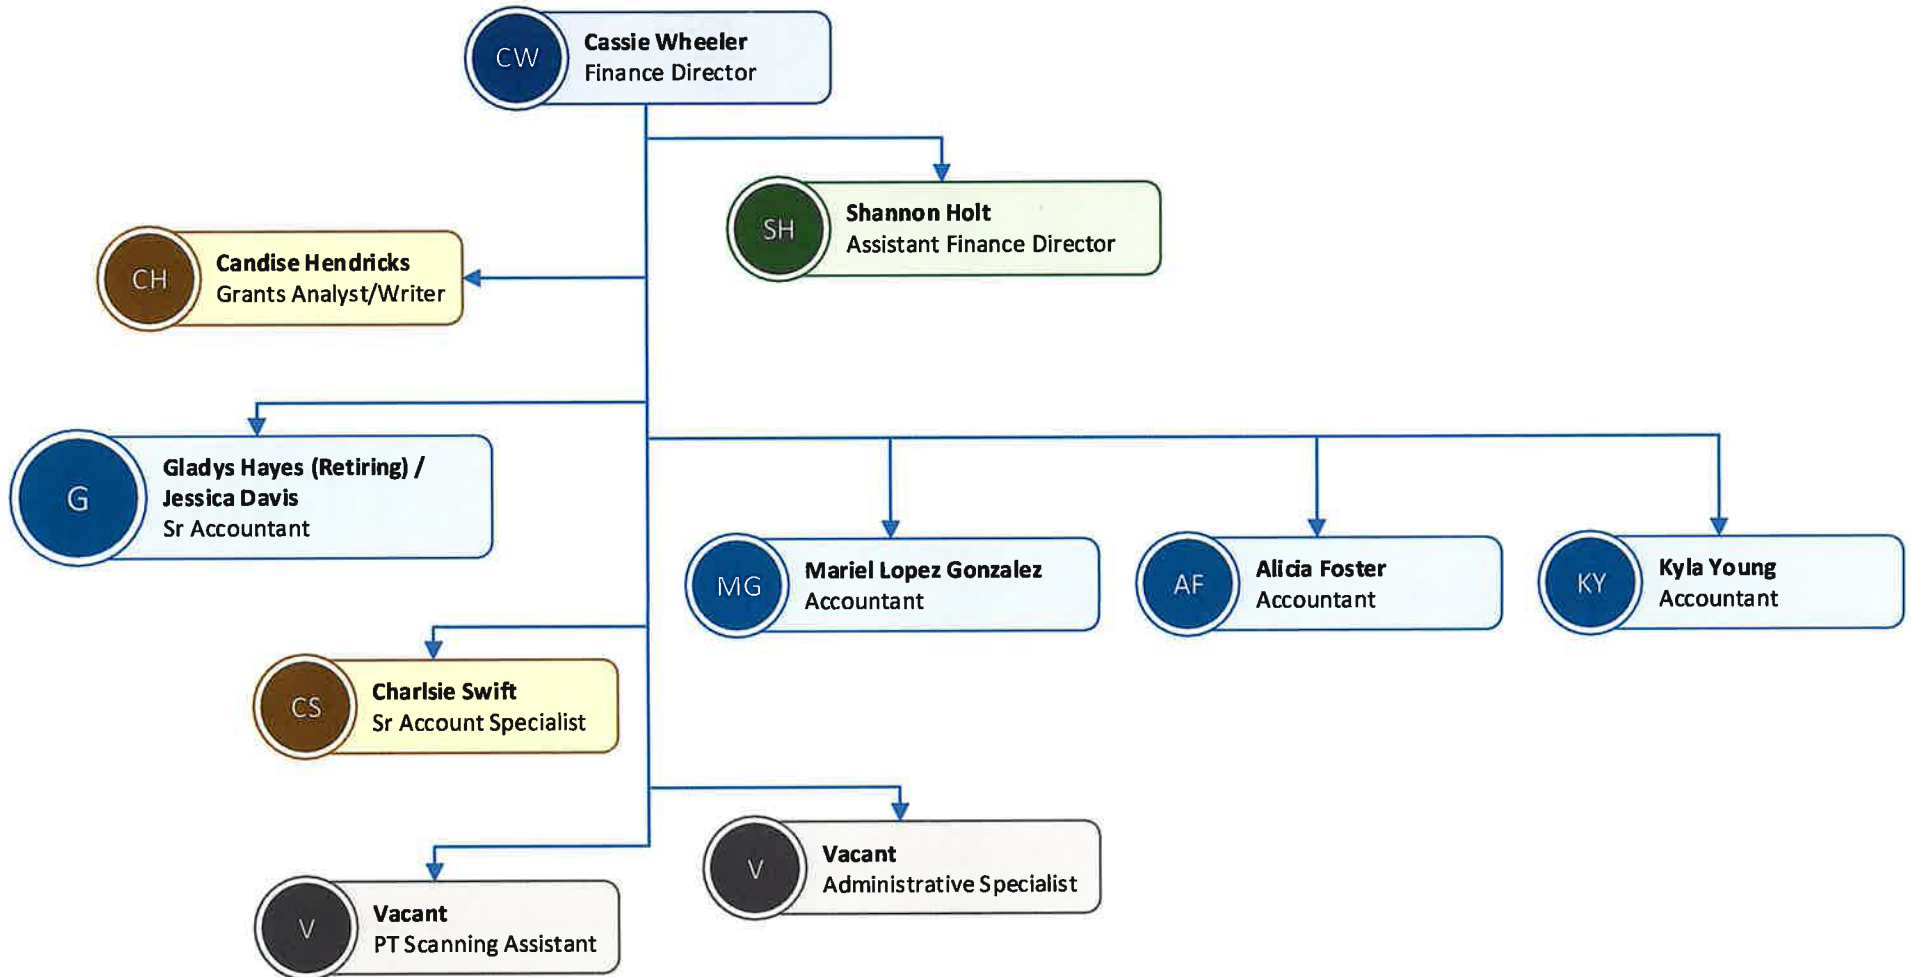 CW
Cassie Wheeler
Finance Director
SH
Shannon Holt
Assistant Finance Director
CH
Candise Hendricks
Grants Analyst/Writer
G
Gladys Hayes (Retiring) /
Jessica Davis
Sr Accountant
MG
Mariel Lopez Gonzalez
Accountant
AF
Alicia Foster
Accountant
KY
Kyla Young
Accountant
CS
Charlsie Swift
Sr Account Specialist
V
Vacant
Administrative Specialist
V
Vacant
PT Scanning Assistant